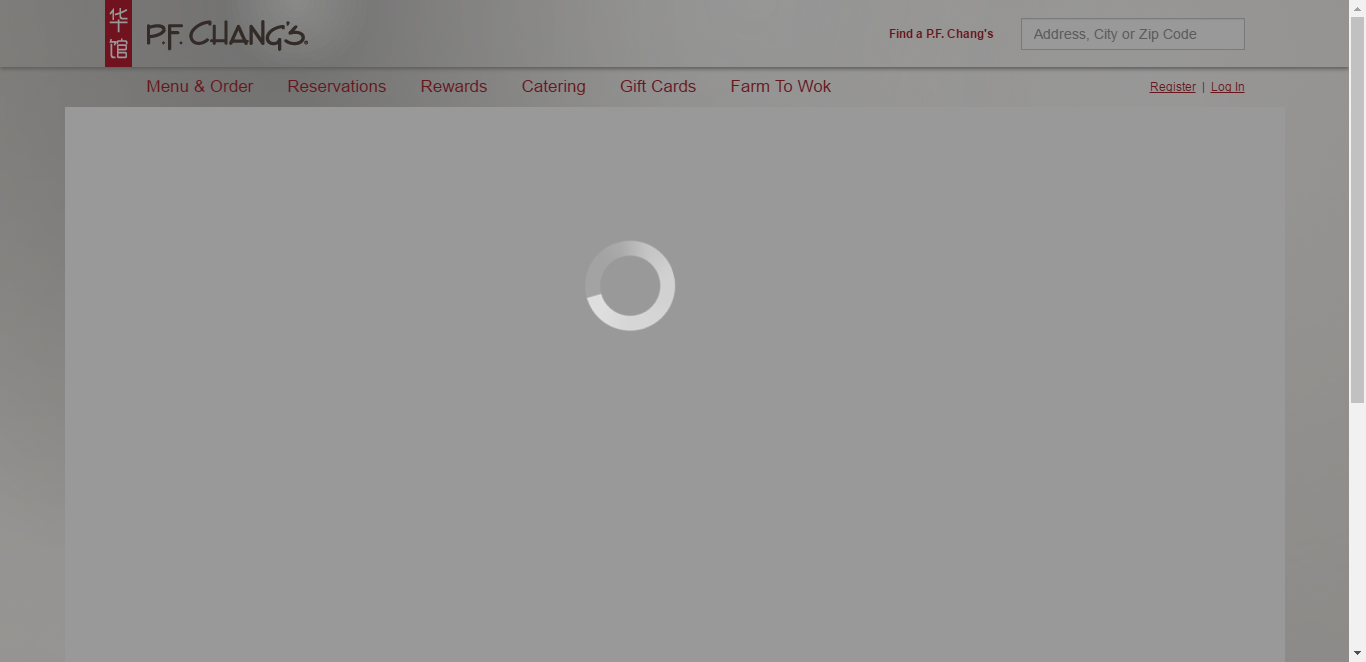 华馆
P.F. CHANG'S®
Find a P.F. Chang's
Address, City or Zip Code
Menu & Order
Reservations
Rewards
Catering
Gift Cards
Farm To Wok
Register | Log In